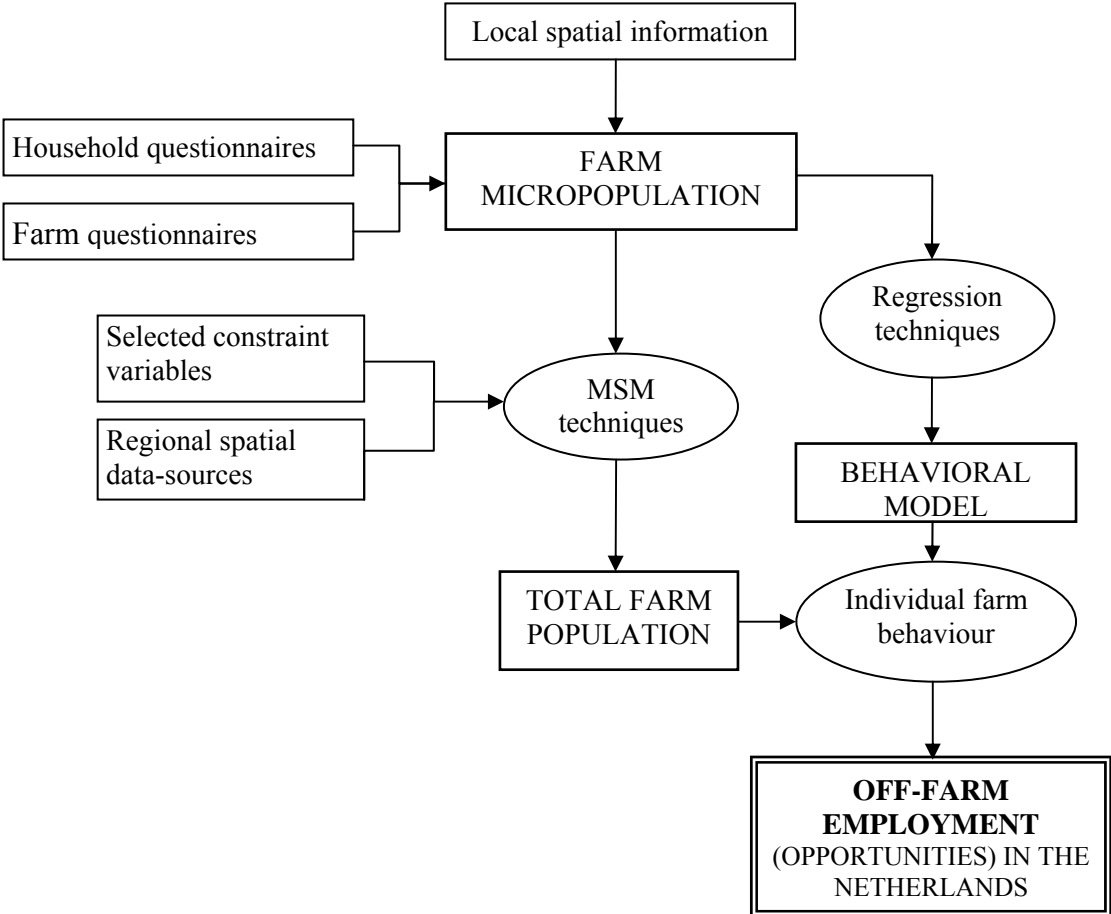 Local spatial information
Household questionnaires
Farm questionnaires
FARM
MICROPOPULATION
Regression
techniques
Selected constraint
variables
Regional spatial
data-sources
MSM
techniques
BEHAVIORAL
MODEL
TOTAL FARM
POPULATION
Individual farm
behaviour
OFF-FARM
EMPLOYMENT
(OPPORTUNITIES) IN THE
NETHERLANDS